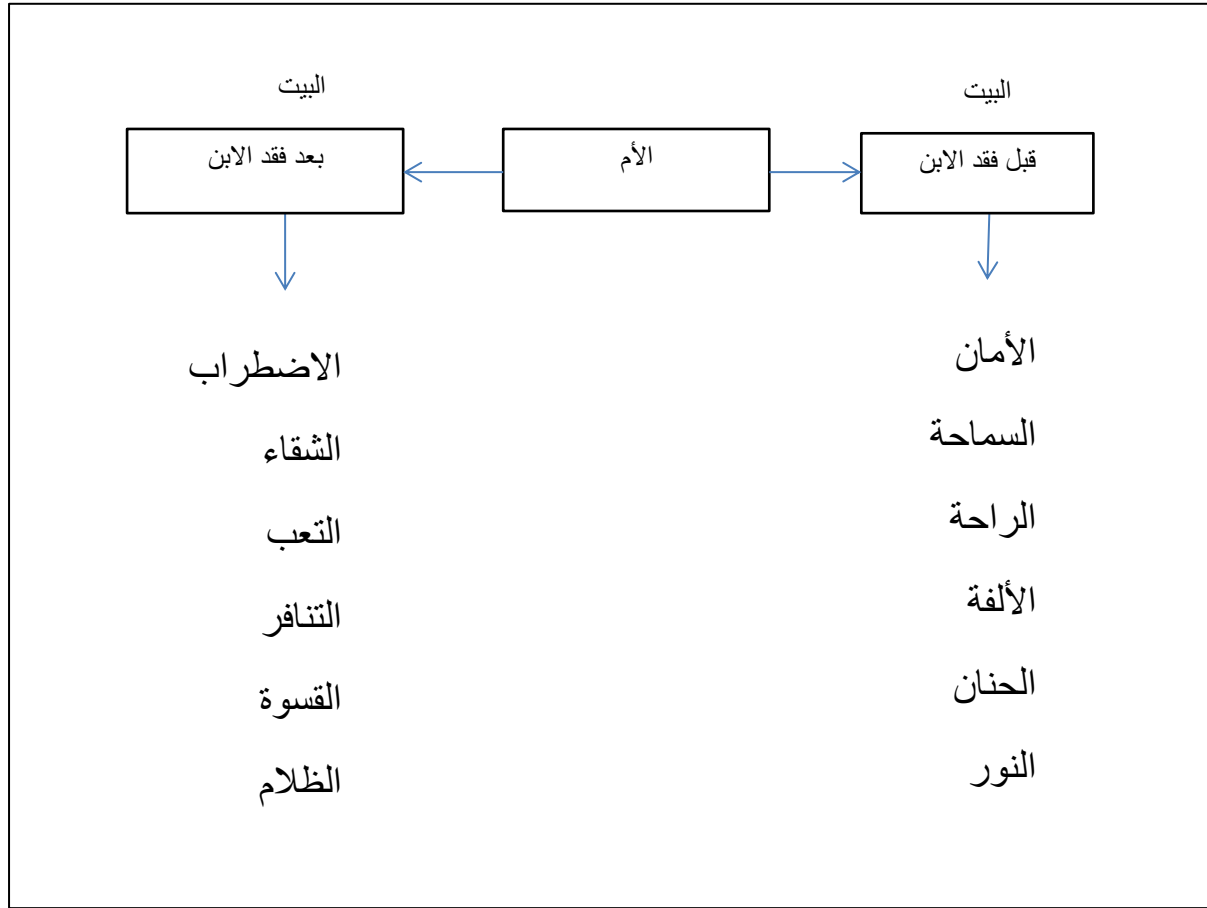 البيت
البيت
قبل فقد الابن
الأم
بعد فقد الابن
الأمان
السماحة
الراحة
الألفة
الحنان
النور
الاضطراب
الشقاء
التعب
التنافر
القسوة
الظلام